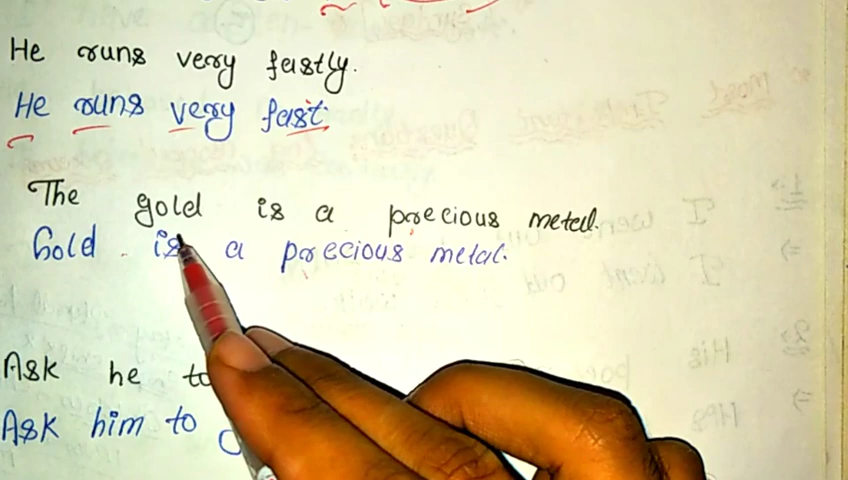 He runs very fastly.
He runs very fast.
The gold is a precious metal.
Gold is a precious metal.
Ask he to
Ask him to